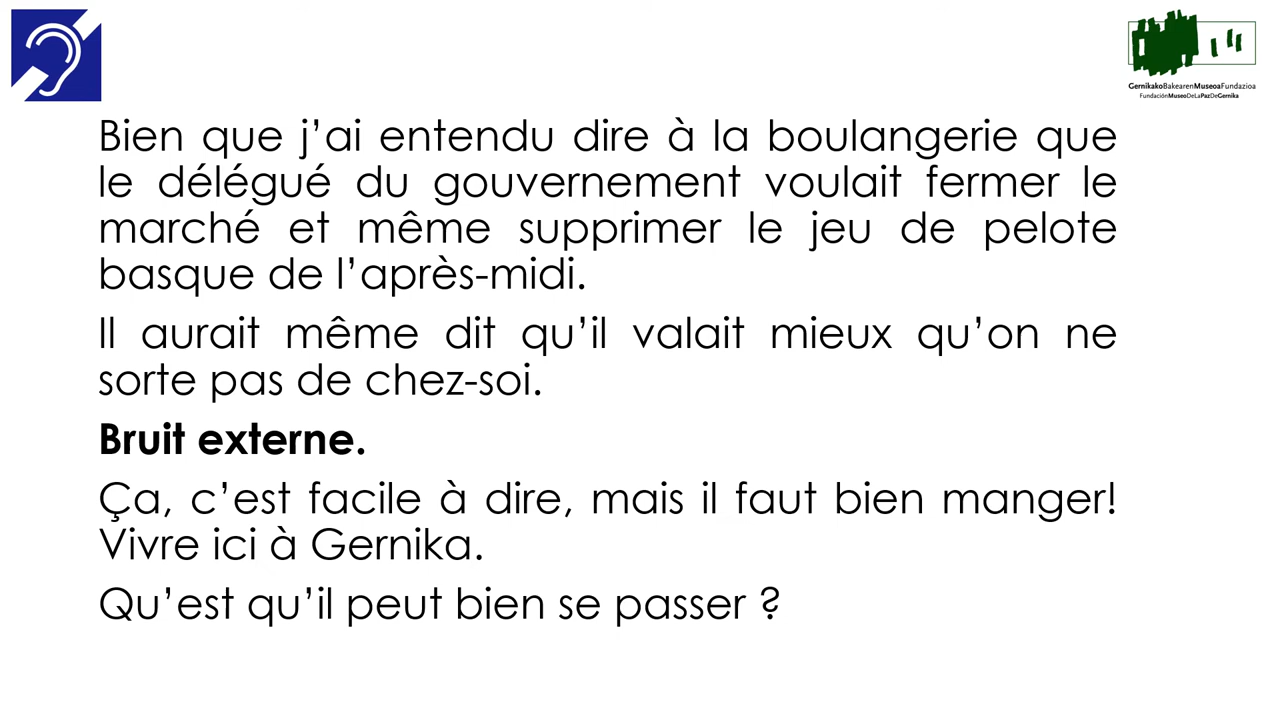 GernikakoBakearenMuseoaFundazioa
FundaciónMuseoDeLaPazDeGernika
Bien que j’ai entendu dire à la boulangerie que
le délégué du gouvernement voulait fermer le
marché et même supprimer le jeu de pelote
basque de l’après-midi.
Il aurait même dit qu’il valait mieux qu’on ne
sorte pas de chez-soi.
Bruit externe.
Ça, c’est facile à dire, mais il faut bien manger!
Vivre ici à Gernika.
Qu’est qu’il peut bien se passer ?